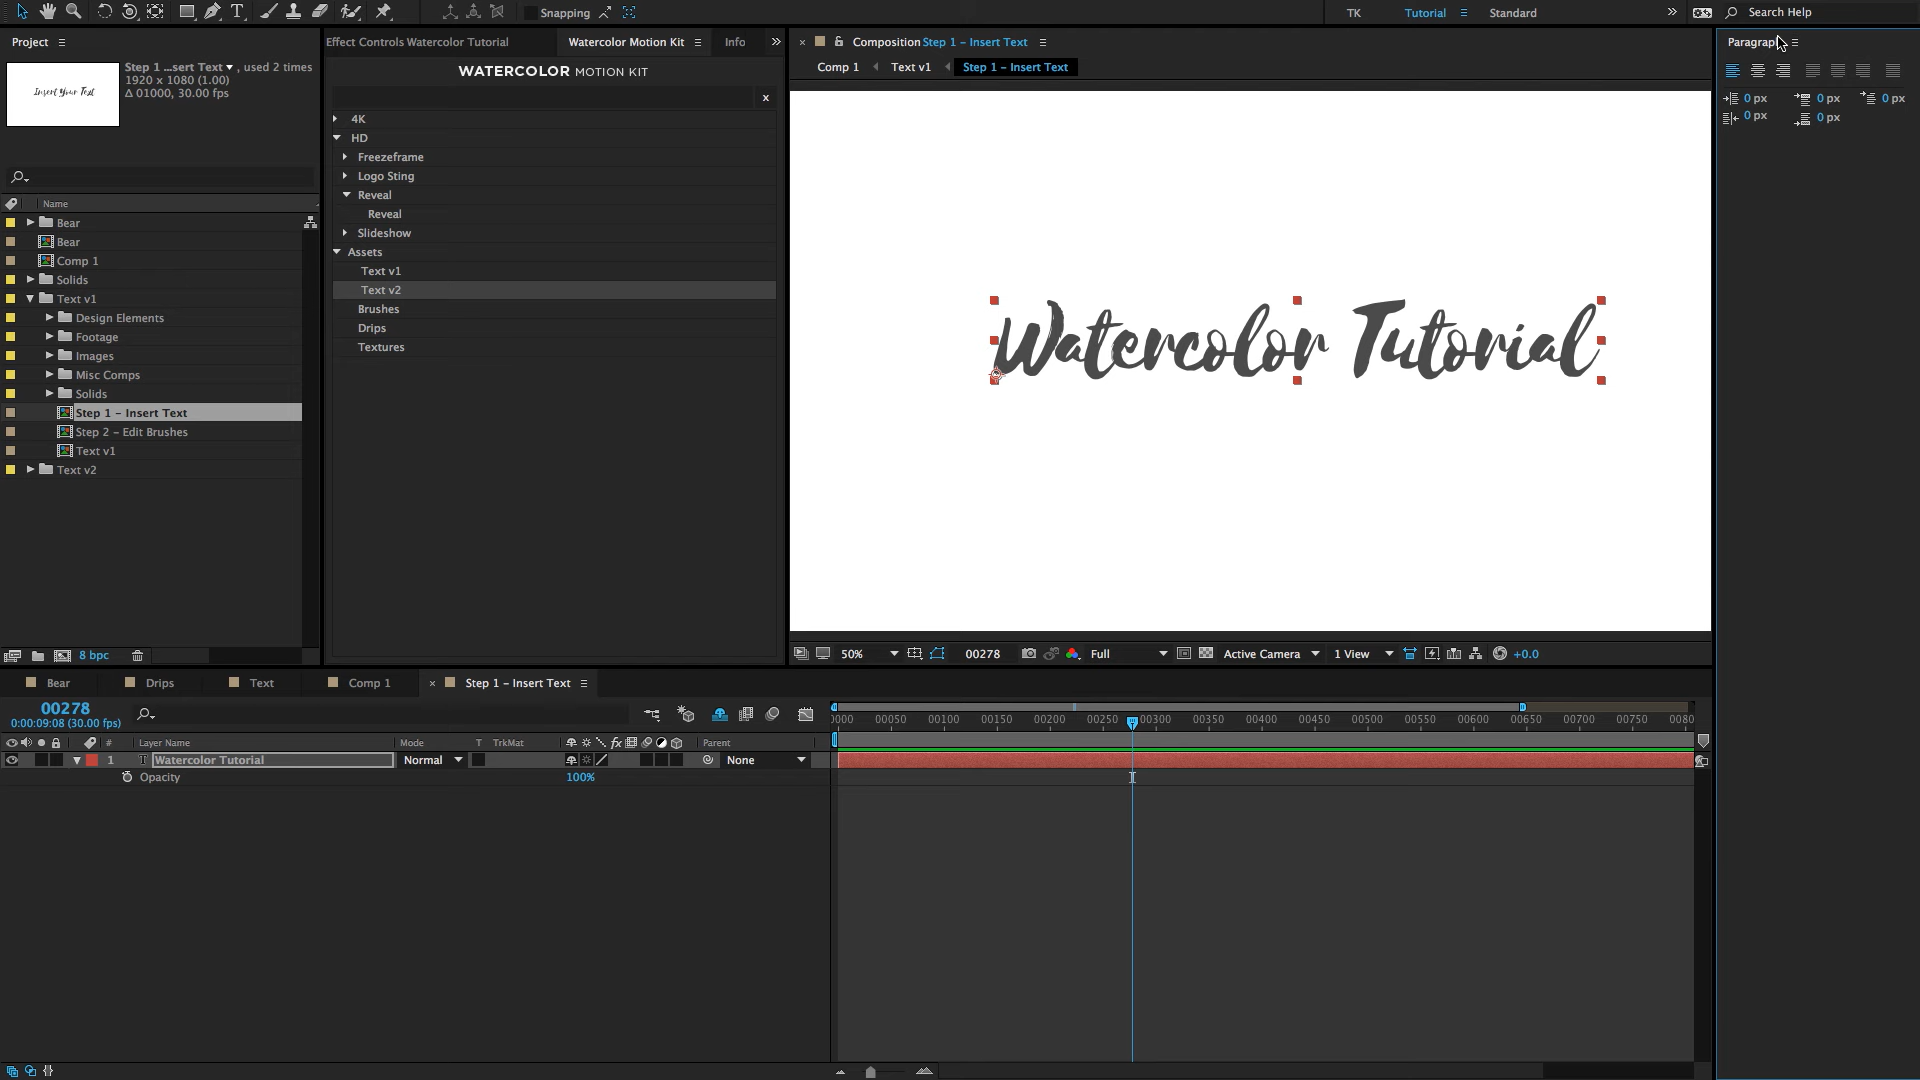 Snapping
TK
Tutorial
Standard
Search Help
Project
Step 1 ...sert Text , used 2 times
1920 x 1080 (1.00)
Δ 01000, 30.00 fps
Insert Your Text
Name
Bear
Bear
Comp 1
Solids
Text v1
Design Elements
Footage
Images
Misc Comps
Solids
Step 1 - Insert Text
Step 2 - Edit Brushes
Text v1
Text v2
8 bpc
Effect Controls Watercolor Tutorial
Watercolor Motion Kit
Info
WATERCOLOR MOTION KIT
x
4K
HD
Freezeframe
Logo Sting
Reveal
Reveal
Slideshow
Assets
Text v1
Text v2
Brushes
Drips
Textures
Composition Step 1 - Insert Text
Comp 1
Text v1
Step 1 - Insert Text
Watercolor Tutorial
50%
00278
Full
Active Camera
1 View
+0.0
0 px
0 px
0 px
0 px
0 px
Bear
Drips
Text
Comp 1
Step 1 - Insert Text
00278
0:00:09:08 (30.00 fps)
0000 00050 00100 00150 00200 00250 00300 00350 00400 00450 00500 00550 00600 00650 00700 00750 0080
# Layer Name
Mode
T TrkMat
fx
Parent
1 T Watercolor Tutorial
Normal
None
Opacity
100%